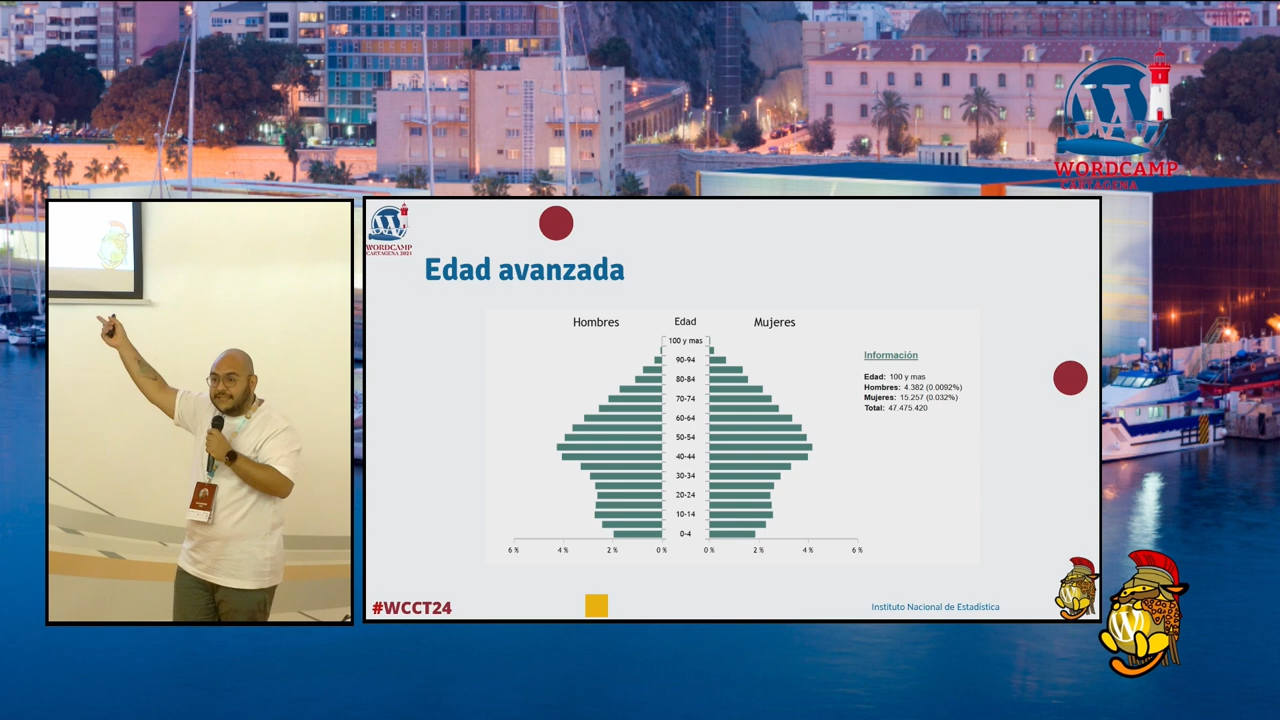 WORDCAMP
CARTAGENA
WORDCAMP
CARTAGENA 2024
Edad avanzada
Hombres Edad Mujeres
100 y mas
90-94
80-84
70-74
60-64
50-54
40-44
30-34
20-24
10-14
0-4
6 % 4 % 2 % 0 % 0 % 2 % 4 % 6 %
Información
Edad: 100 y mas
Hombres: 4.382 (0.0092%)
Mujeres: 15.257 (0.032%)
Total: 47.475.420
#WCCT24
Instituto Nacional de Estadística